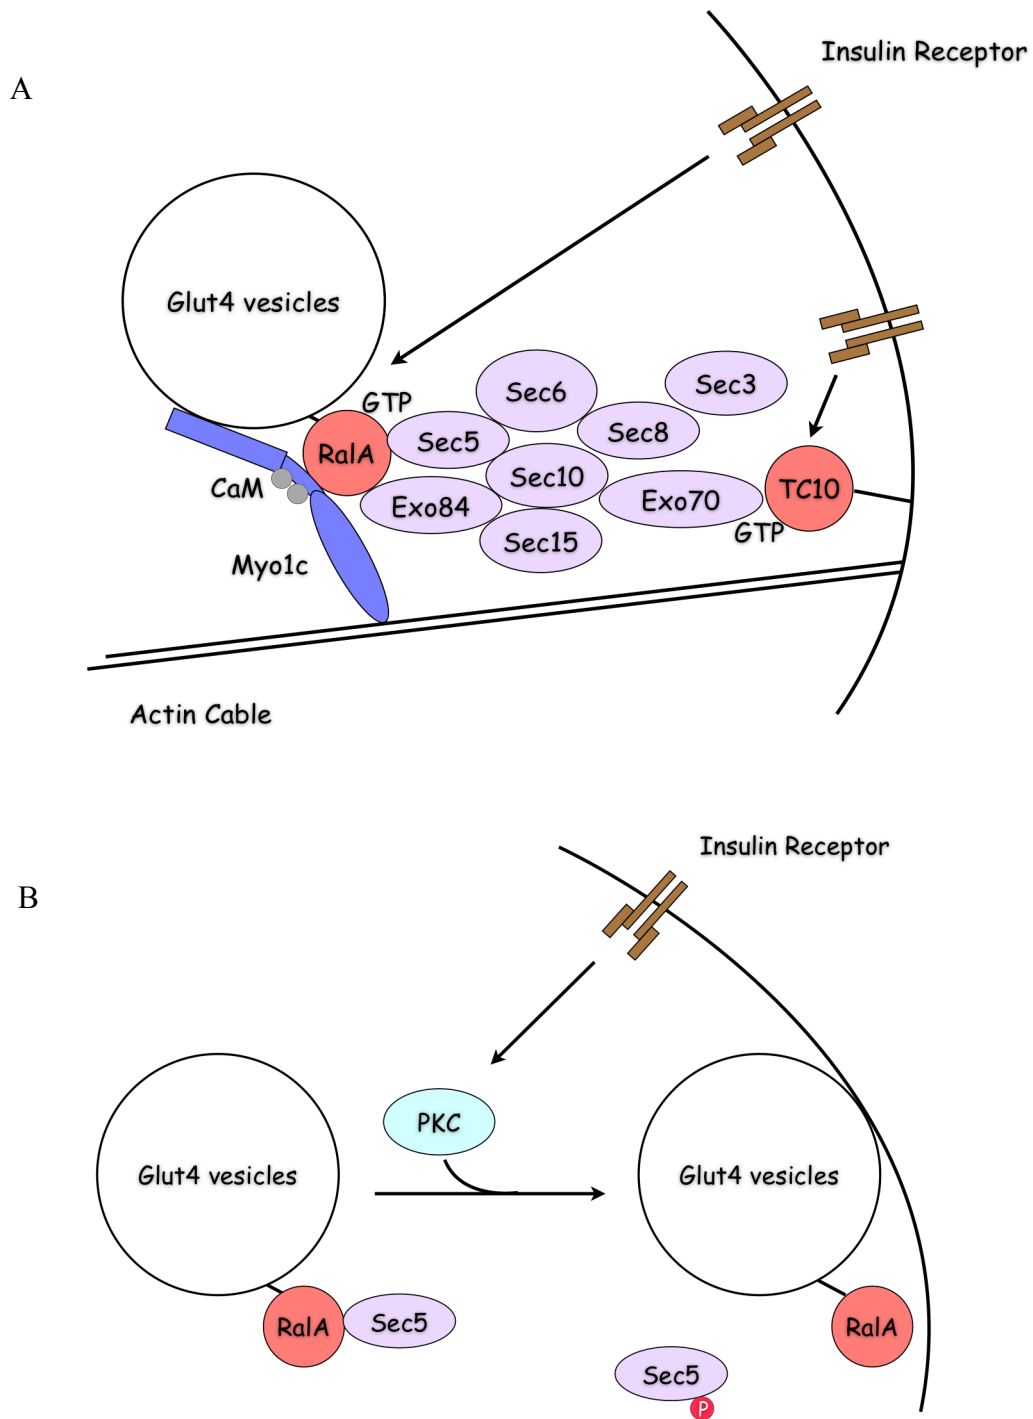 A
Insulin Receptor
Glut4 vesicles
GTP
Sec6
Sec3
RalA
Sec5
Sec8
CaM
Sec10
TC10
Exo84
Exo70
GTP
Sec15
Myo1c
Actin Cable
Insulin Receptor
B
PKC
Glut4 vesicles
Glut4 vesicles
RalA
Sec5
RalA
Sec5
P